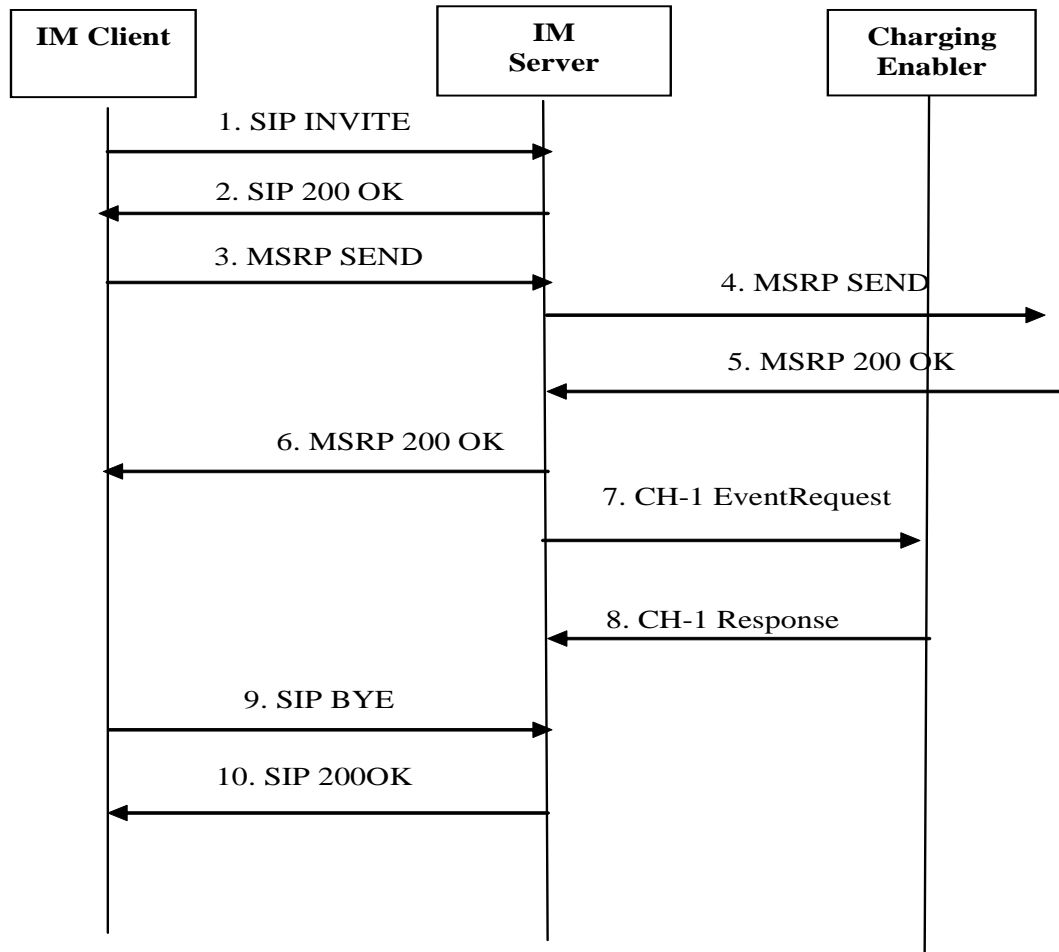 IM Client
IM
Server
Charging
Enabler
1. SIP INVITE
2. SIP 200 OK
3. MSRP SEND
4. MSRP SEND
5. MSRP 200 OK
6. MSRP 200 OK
7. CH-1 EventRequest
8. CH-1 Response
9. SIP BYE
10. SIP 200OK